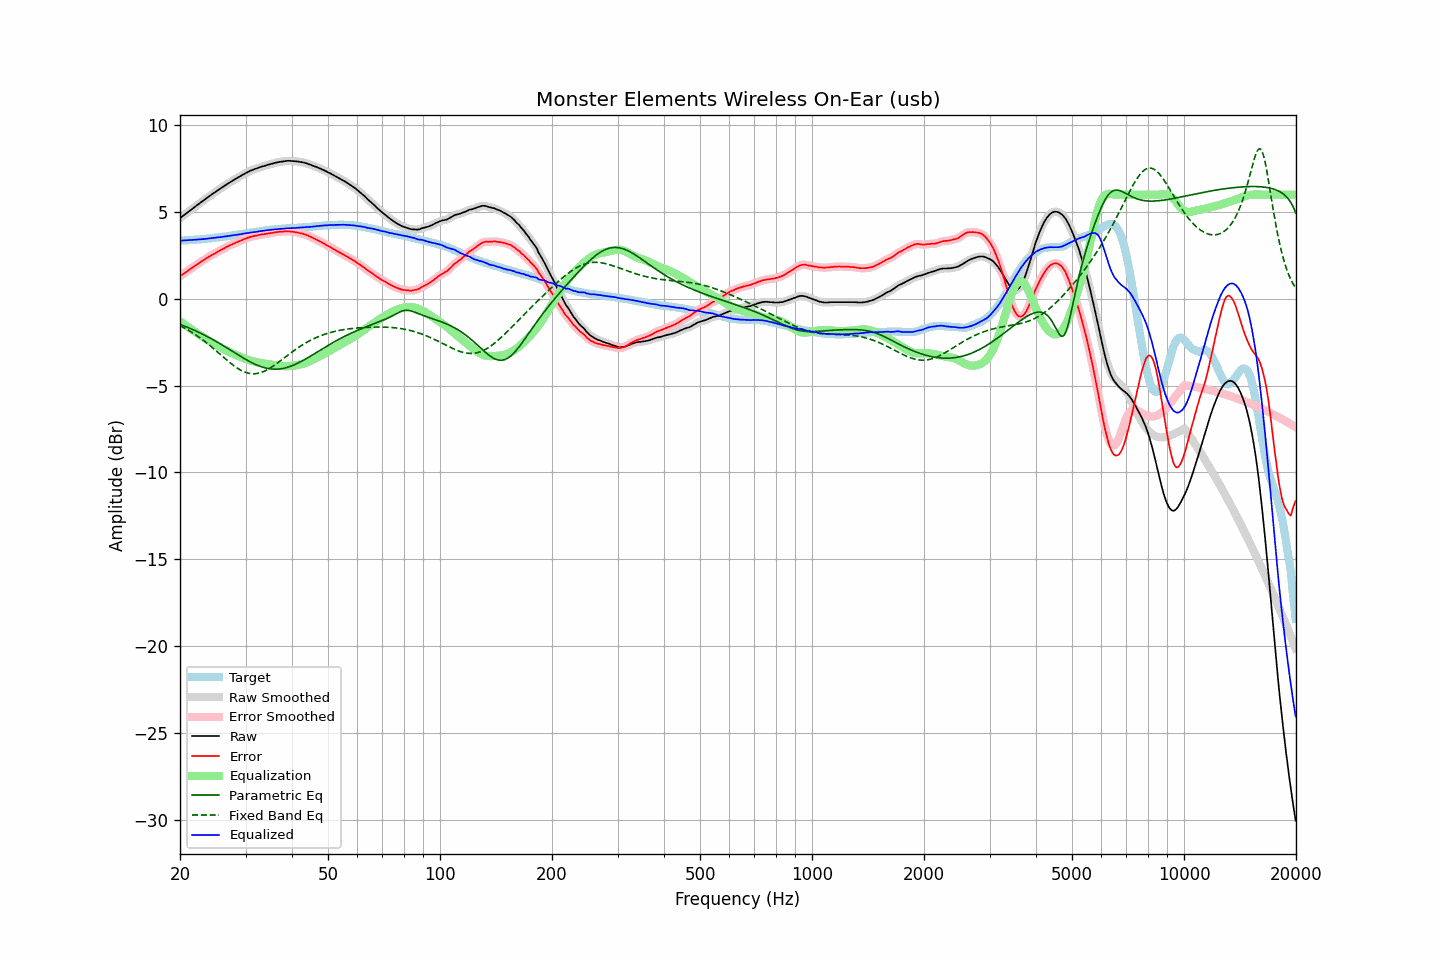 Monster Elements Wireless On-Ear (usb)
10
5
0
−5
−10
−15
−20
−25
−30
Amplitude (dBr)
Target
Raw Smoothed
Error Smoothed
Raw
Error
Equalization
Parametric Eq
Fixed Band Eq
Equalized
20 50 100 200 500 1000 2000 5000 10000 20000
Frequency (Hz)